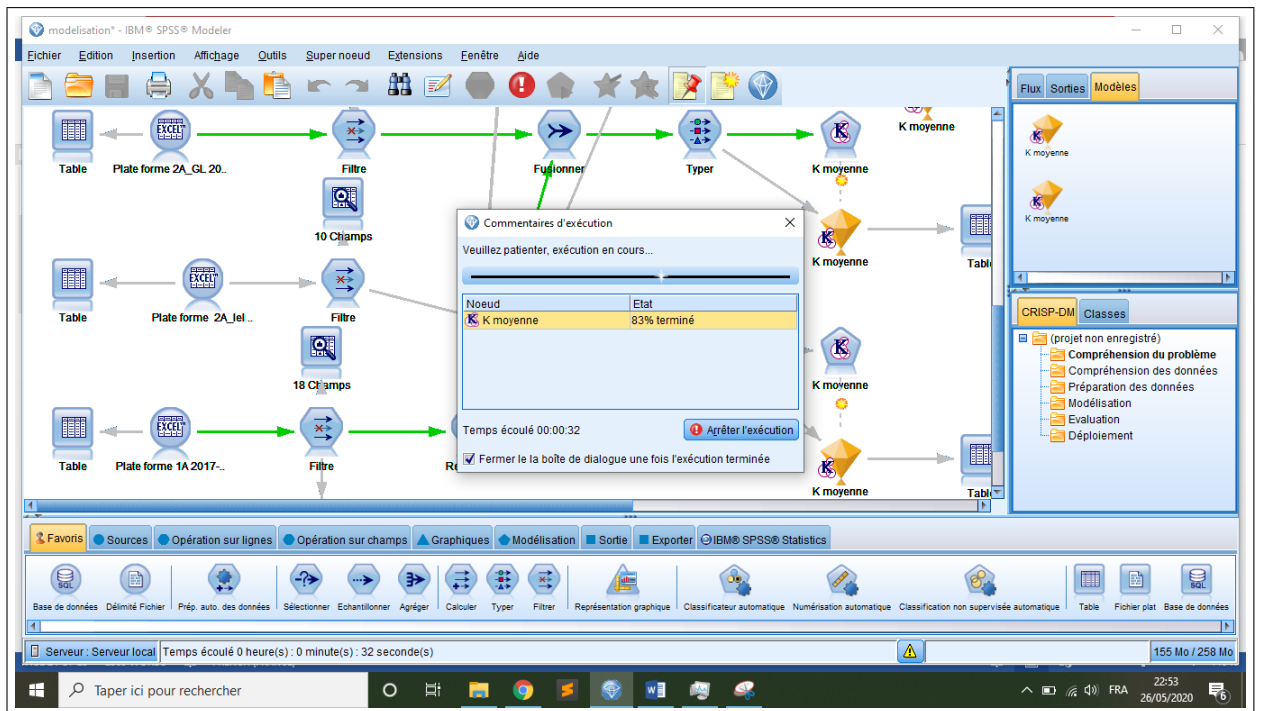 modelisation* - IBM® SPSS® Modeler
Fichier Edition Insertion Affichage Outils Super noeud Extensions Fenêtre Aide
Flux Sorties Modèles
K moyenne
K moyenne
Table Plate forme 2A_GL 20.. Filtre Fusionner Typer K moyenne
K moyenne
10 Champs
Table Plate forme 2A_IeI .. Filtre
K moyenne Table
18 Champs
K moyenne
Table Plate forme 1A 2017-.. Filtre
K moyenne Table
Commentaires d'exécution
Veuillez patienter, exécution en cours...
Noeud Etat
K moyenne 83% terminé
Temps écoulé 00:00:32 Arrêter l'exécution
Fermer le la boîte de dialogue une fois l'exécution terminée
CRISP-DM Classes
(projet non enregistré)
Compréhension du problème
Compréhension des données
Préparation des données
Modélisation
Evaluation
Déploiement
Favoris Sources Opération sur lignes Opération sur champs Graphiques Modélisation Sortie Exporter IBM® SPSS® Statistics
Base de données Délimité Fichier Prép. auto. des données Sélectionner Echantillonner Agréger Calculer Typer Filtrer Représentation graphique Classificateur automatique Numérisation automatique Classification non supervisée automatique Table Fichier plat Base de données
Serveur : Serveur local Temps écoulé 0 heure(s) : 0 minute(s) : 32 seconde(s) 155 Mo / 258 Mo
Taper ici pour rechercher FRA 22:53
26/05/2020 6